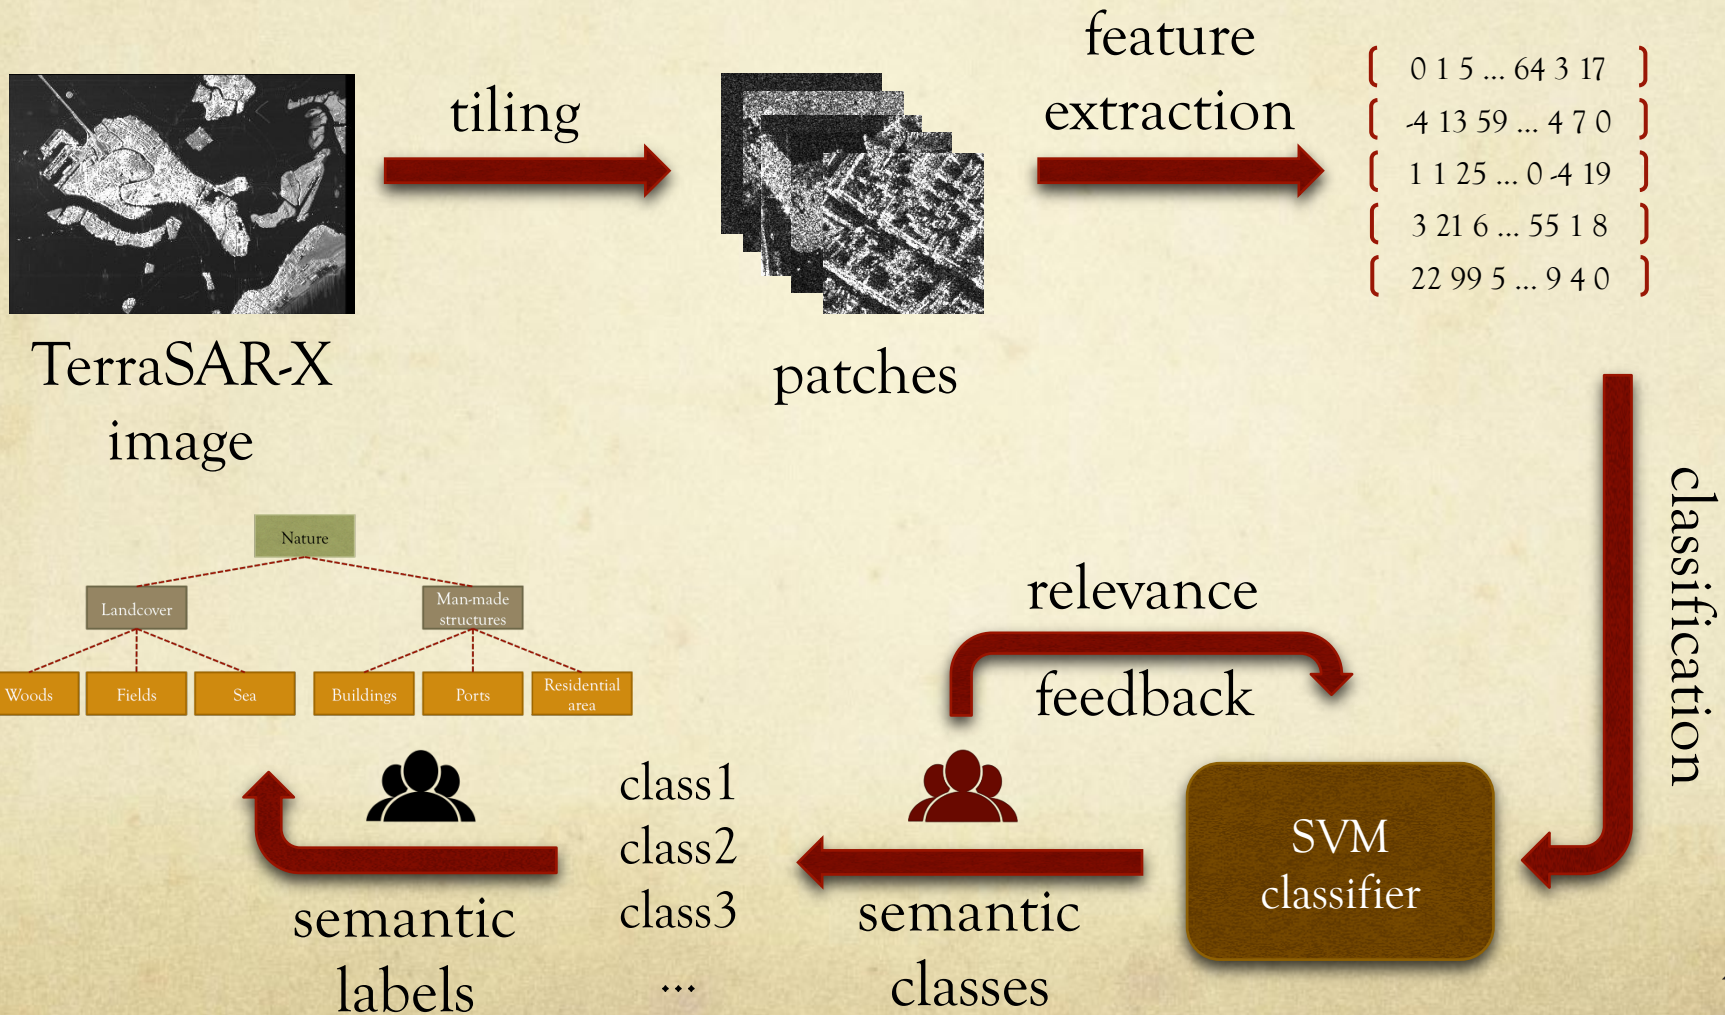 tiling
feature
extraction
0 1 5 ... 64 3 17
-4 13 59 ... 4 7 0
1 1 25 ... 0 -4 19
3 21 6 ... 55 1 8
22 99 5 ... 9 4 0
TerraSAR-X
image
patches
classification
Nature
Landcover
Man-made
structures
Woods
Fields
Sea
Buildings
Ports
Residential
area
relevance
feedback
SVM
classifier
semantic
classes
class1
class2
class3
...
semantic
labels